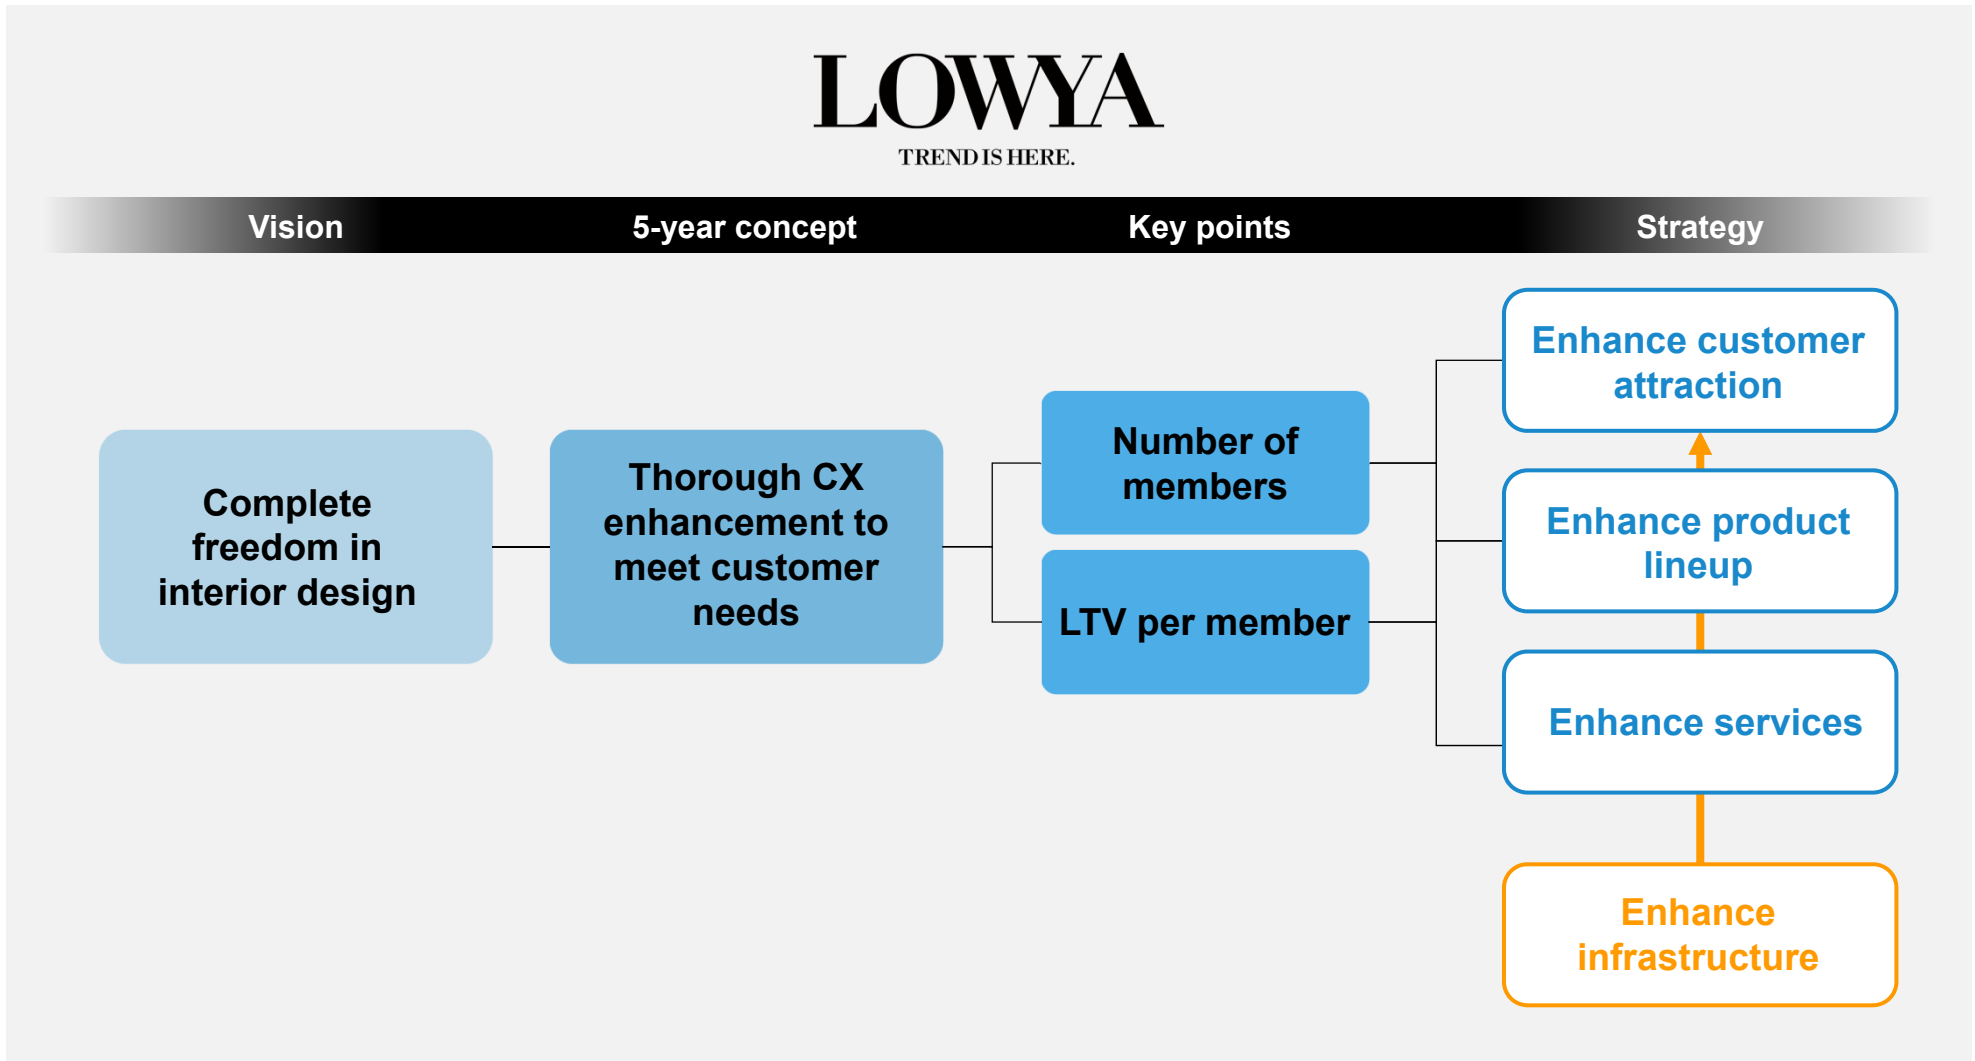 LOWYA
TREND IS HERE.
Vision
5-year concept
Key points
Strategy
Complete
freedom in
interior design
Thorough CX
enhancement to
meet customer
needs
Number of
members
LTV per member
Enhance customer
attraction
Enhance product
lineup
Enhance services
Enhance
infrastructure